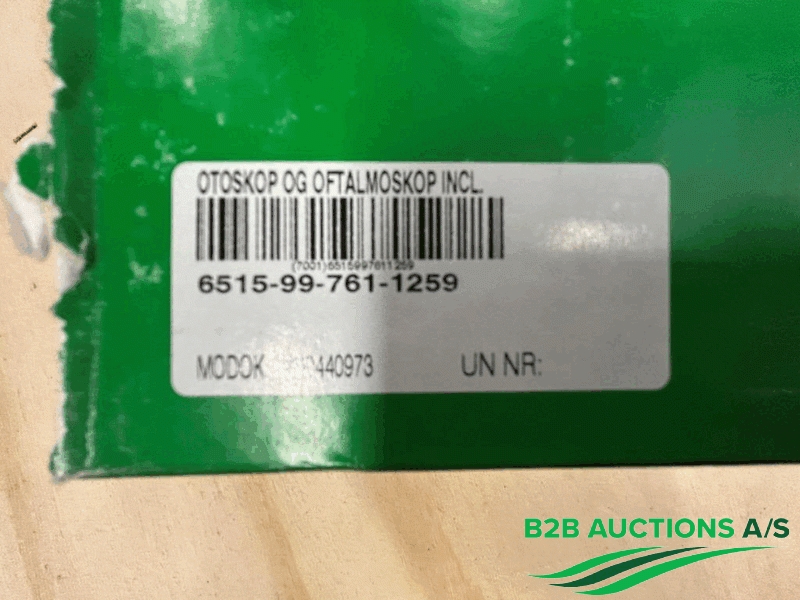 OTOSKOP OG OFTALMOSKOP INCL.
(7001)6515997611259
6515-99-761-1259
MODOK UN NR:
B2B AUCTIONS A/S